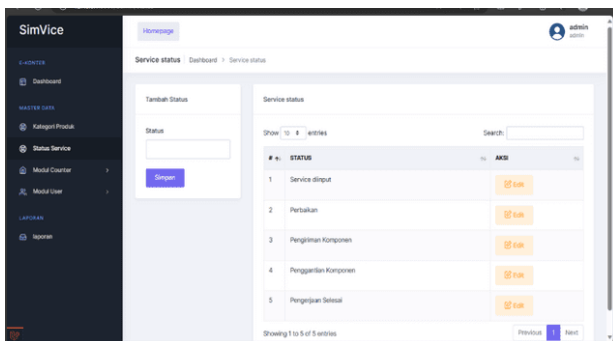 SimVice
Homepage
admin
admin
Service status Dashboard > Service status
E-KONTER
Dashboard
MASTER DATA
Kategori Produk
Status Service
Modul Counter
Modul User
LAPORAN
laporan
Tambah Status
Status
Simpan
Service status
Show 10 entries
Search:
# STATUS AKSI
1 Service diinput Edit
2 Perbaikan Edit
3 Pengiriman Komponen Edit
4 Penggantian Komponen Edit
5 Pengerjaan Selesai Edit
Showing 1 to 5 of 5 entries
Previous 1 Next